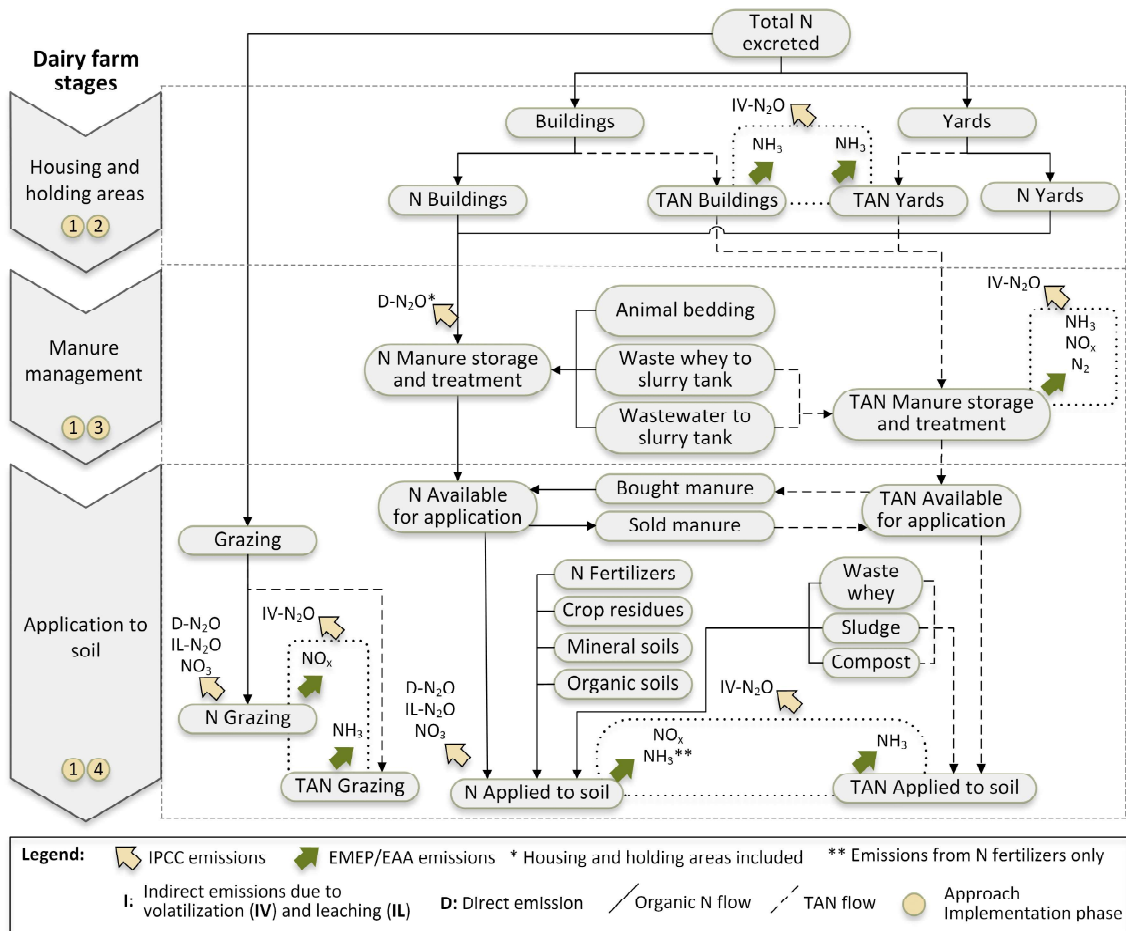 Total N
excreted
Dairy farm
stages
Buildings
IV-N₂O
Yards
NH₃
NH₃
Housing and
holding areas
1 2
N Buildings
TAN Buildings
TAN Yards
N Yards
D-N₂O*
Animal bedding
IV-N₂O
NH₃
NOₓ
N₂
Manure
management
1 3
N Manure storage
and treatment
Waste whey to
slurry tank
Wastewater to
slurry tank
TAN Manure storage
and treatment
N Available
for application
Bought manure
Sold manure
TAN Available
for application
Grazing
Application to
soil
1 4
N Fertilizers
Crop residues
Mineral soils
Organic soils
Waste
whey
Sludge
Compost
D-N₂O
IL-N₂O
NO₃
IV-N₂O
NOₓ
N Grazing
NH₃
TAN Grazing
D-N₂O
IL-N₂O
NO₃
IV-N₂O
NOₓ
NH₃**
NH₃
N Applied to soil
TAN Applied to soil
Legend:
IPCC emissions
EMEP/EAA emissions
* Housing and holding areas included
** Emissions from N fertilizers only
I: Indirect emissions due to
volatilization (IV) and leaching (IL)
D: Direct emission
Organic N flow
TAN flow
Approach
Implementation phase